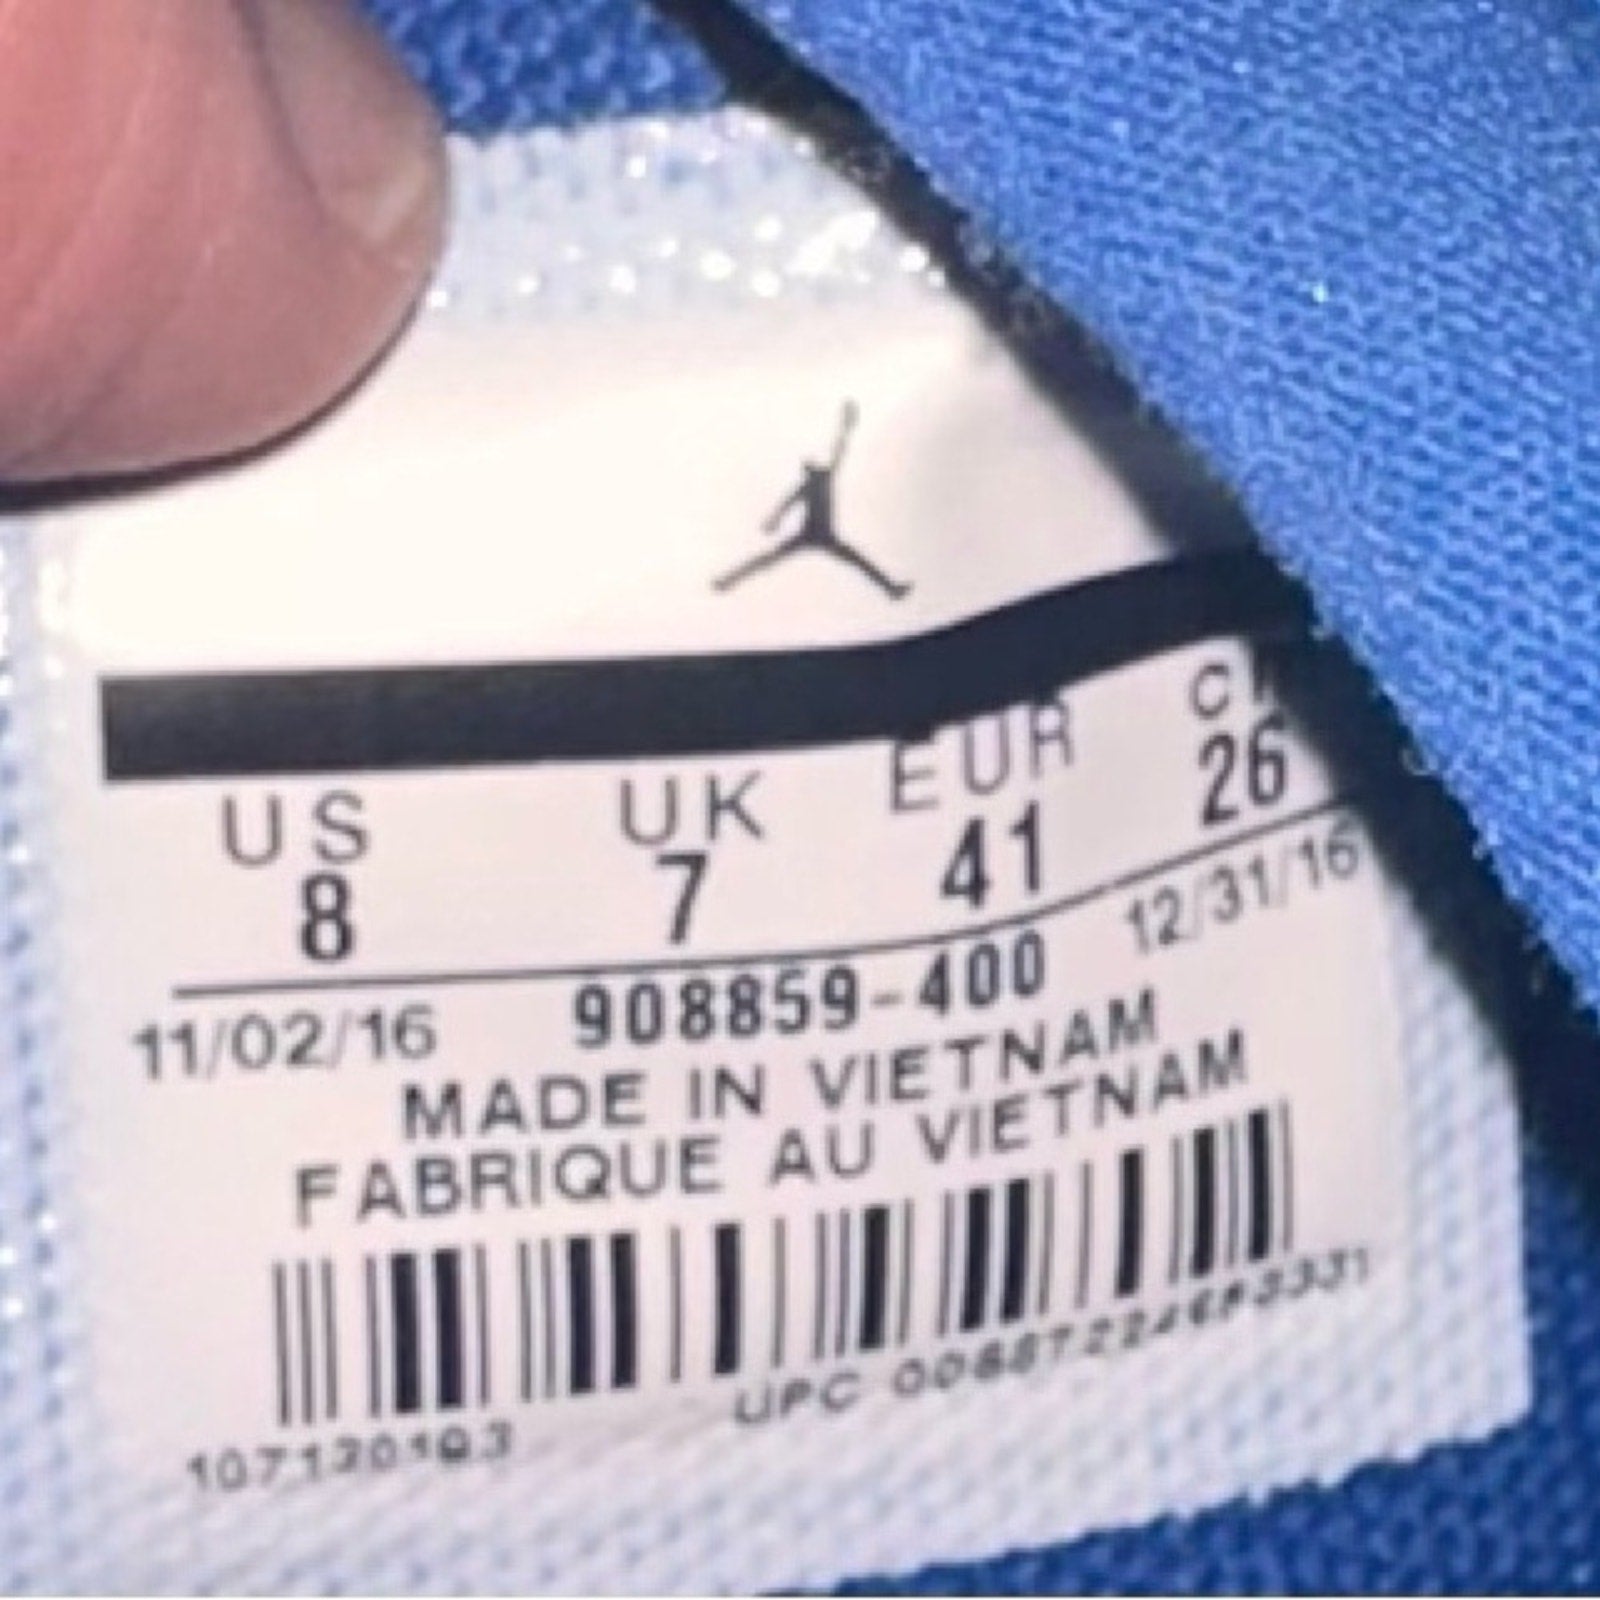 US UK EUR
8 7 41 26
11/02/16 908859-400 12/31/16
MADE IN VIETNAM
FABRIQUE AU VIETNAM
UPC